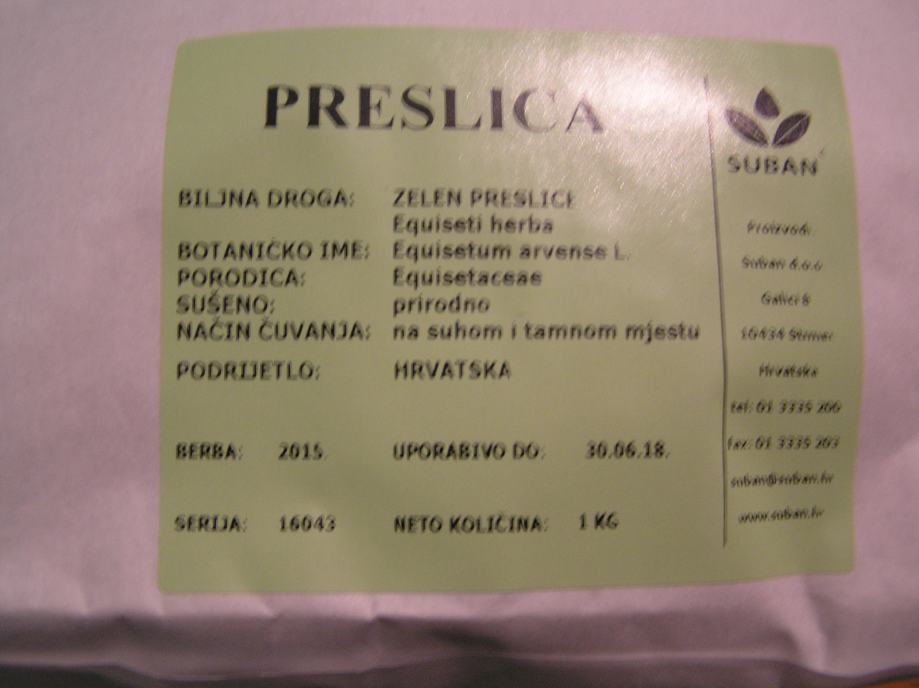 PRESLICA
BILJNA DROGA: ZELEN PRESLICE
Equiseti herba
BOTANIČKO IME: Equisetum arvense L.
PORODICA: Equisetaceae
SUŠENO: prirodno
NAČIN ČUVANJA: na suhom i tamnom mjestu
PODRIJETLO: HRVATSKA
BERBA: 2015. UPORABIVO DO: 30.06.18.
SERIJA: 16043 NETO KOLIČINA: 1 KG
SUBAN
Proizvodi:
Suban d.o.o
Galici 8
10434 Strmec
Hrvatska
tel: 01 3335 200
fax: 01 3335 203
suban@suban.hr
www.suban.hr